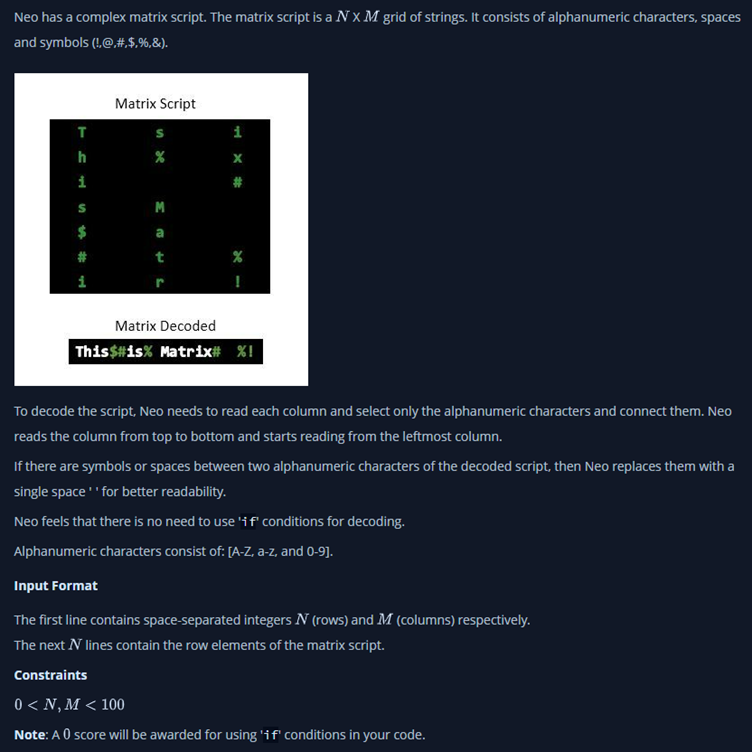 Neo has a complex matrix script. The matrix script is a N X M grid of strings. It consists of alphanumeric characters, spaces
and symbols (!,@,#,$,%,&).
Matrix Script
T s i
h % x
i #
s M
$ a
# t %
i r !
Matrix Decoded
This$#is% Matrix#  %!
To decode the script, Neo needs to read each column and select only the alphanumeric characters and connect them. Neo
reads the column from top to bottom and starts reading from the leftmost column.
If there are symbols or spaces between two alphanumeric characters of the decoded script, then Neo replaces them with a
single space ' ' for better readability.
Neo feels that there is no need to use 'if' conditions for decoding.
Alphanumeric characters consist of: [A-Z, a-z, and 0-9].
Input Format
The first line contains space-separated integers N (rows) and M (columns) respectively.
The next N lines contain the row elements of the matrix script.
Constraints
0 < N, M < 100
Note: A 0 score will be awarded for using 'if' conditions in your code.